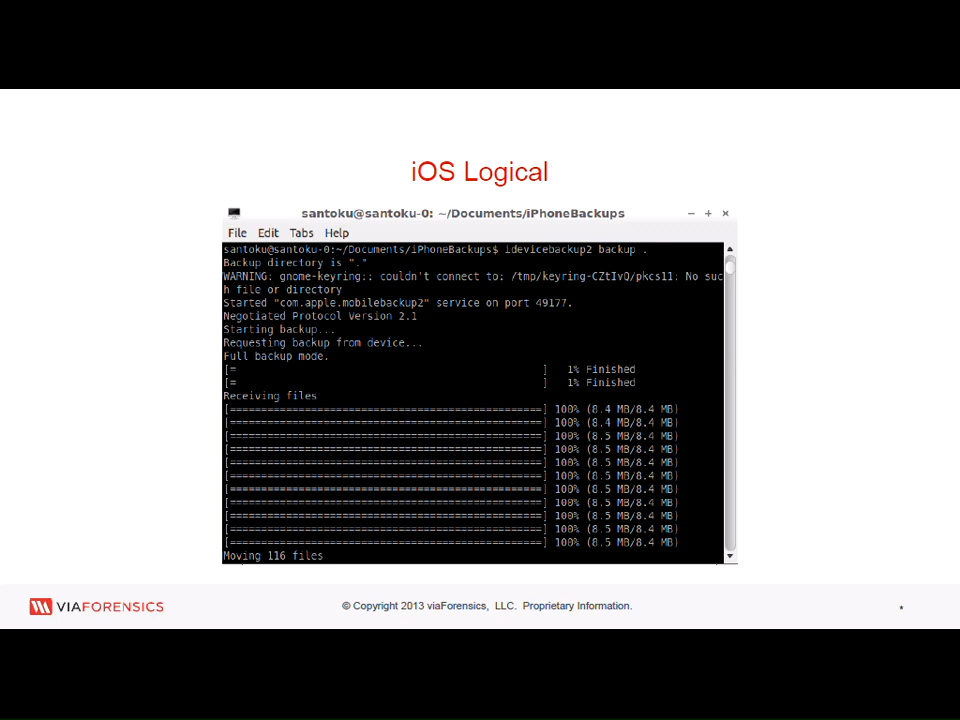 iOS Logical
santoku@santoku-0: ~/Documents/iPhoneBackups
File Edit Tabs Help
santoku@santoku-0:~/Documents/iPhoneBackups$ idevicebackup2 backup .
Backup directory is "."
WARNING: gnome-keyring:: couldn't connect to: /tmp/keyring-CZtIvQ/pkcs11: No suc
h file or directory
Started "com.apple.mobilebackup2" service on port 49177.
Negotiated Protocol Version 2.1
Starting backup...
Requesting backup from device...
Full backup mode.
[= ] 1% Finished
[= ] 1% Finished
Receiving files
[==================================================] 100% (8.4 MB/8.4 MB)
[==================================================] 100% (8.4 MB/8.4 MB)
[==================================================] 100% (8.5 MB/8.4 MB)
[==================================================] 100% (8.5 MB/8.4 MB)
[==================================================] 100% (8.5 MB/8.4 MB)
[==================================================] 100% (8.5 MB/8.4 MB)
[==================================================] 100% (8.5 MB/8.4 MB)
[==================================================] 100% (8.5 MB/8.4 MB)
[==================================================] 100% (8.5 MB/8.4 MB)
[==================================================] 100% (8.5 MB/8.4 MB)
[==================================================] 100% (8.5 MB/8.4 MB)
Moving 116 files
VIAFORENSICS
© Copyright 2013 viaForensics, LLC. Proprietary Information.
*